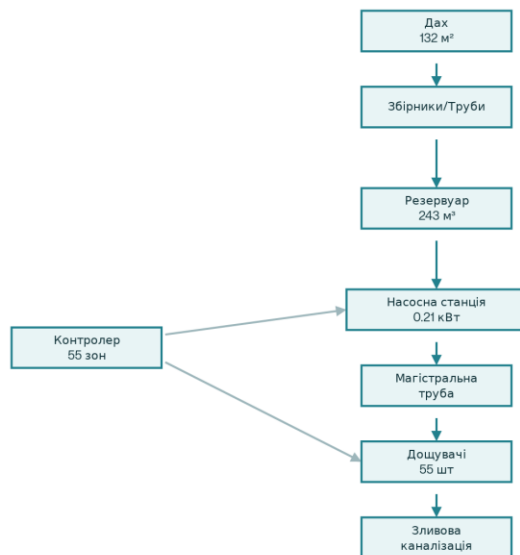 Дах
132 м²
Збірники/Труби
Резервуар
243 м³
Насосна станція
0.21 кВт
Контролер
55 зон
Магістральна
труба
Дощувачі
55 шт
Зливова
каналізація